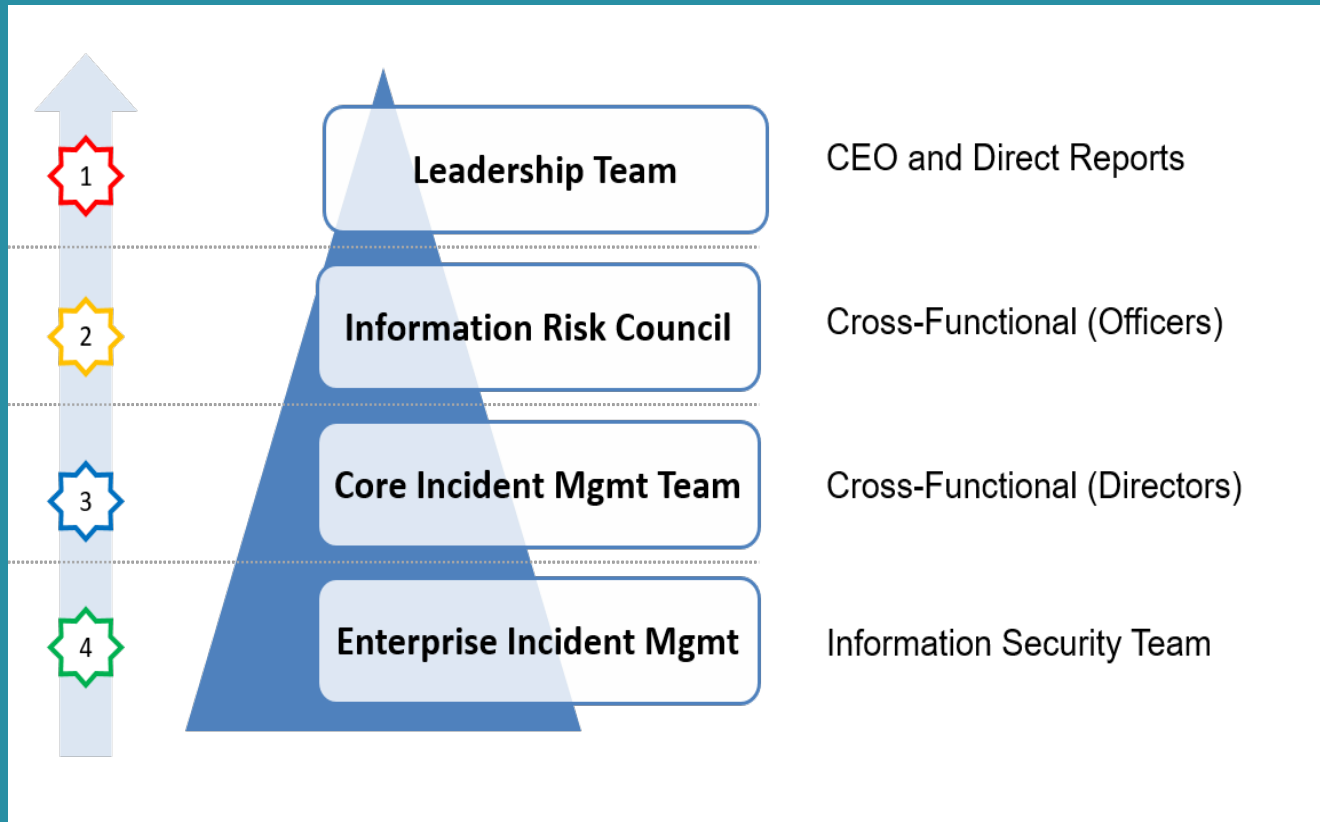 1
Leadership Team
CEO and Direct Reports
2
Information Risk Council
Cross-Functional (Officers)
3
Core Incident Mgmt Team
Cross-Functional (Directors)
4
Enterprise Incident Mgmt
Information Security Team